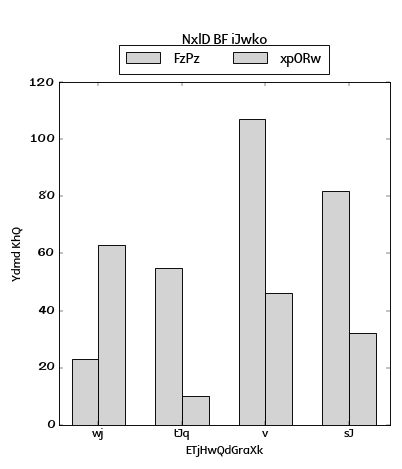 NxlD BF iJwko
FzPz xpORw
120
100
80
60
40
20
0
Ydmd KhQ
wj tJq v sJ
ETjHwQdGraXk